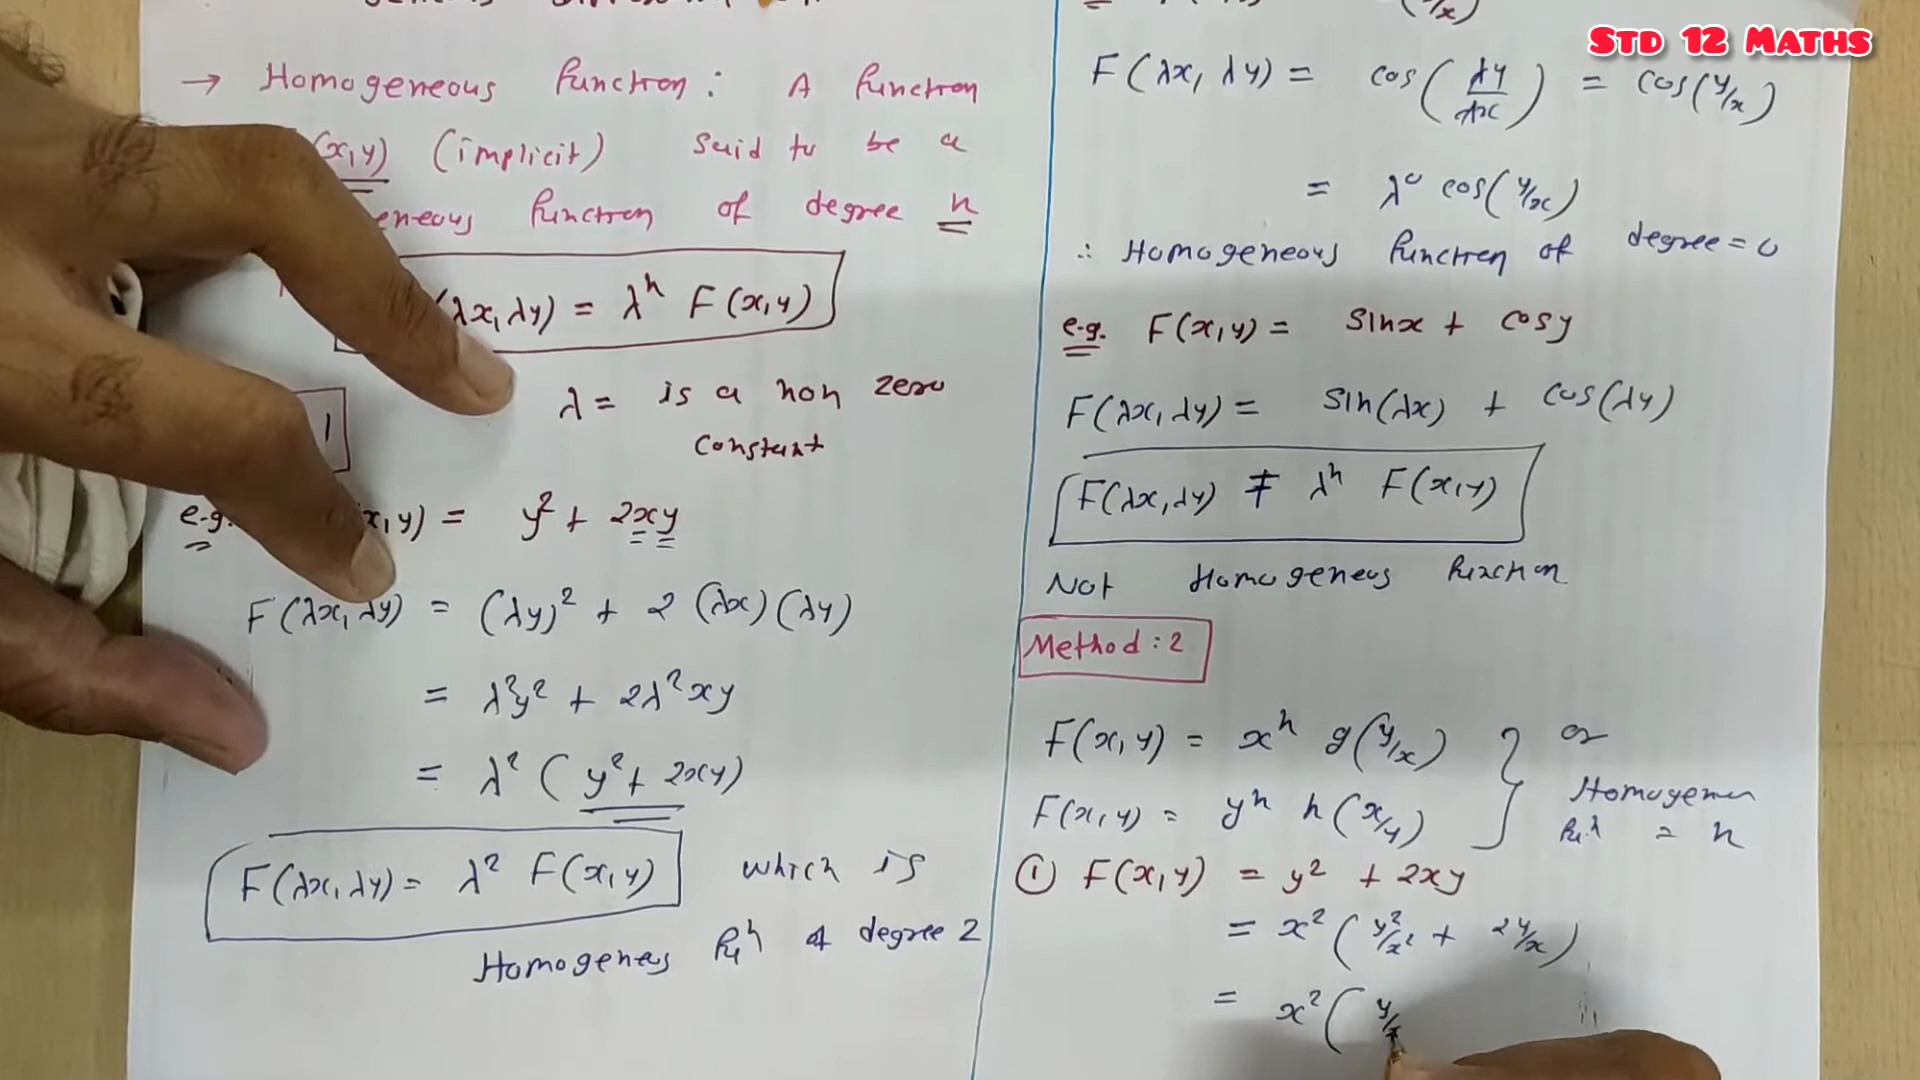 → Homogeneous function: A function
(x,y) (implicit) said to be a
eneous function of degree n
(λx, λy) = λⁿ F(x,y)
λ = is a non zero
constant
1
e.g. x,y) = y² + 2xy
F(λx, λy) = (λy)² + 2 (λx)(λy)
= λ²y² + 2λ²xy
= λ² (y² + 2xy)
F(λx, λy) = λ² F(x,y) which is
Homogeneous of degree 2
STD 12 MATHS
F(λx, λy) = cos(λy/λx) = cos(y/x)
= λ⁰ cos(y/x)
∴ Homogeneous function of degree = 0
e.g. F(x,y) = sinx + cosy
F(λx, λy) = sin(λx) + cos(λy)
F(λx, λy) ≠ λⁿ F(x,y)
Not Homogeneous function
Method : 2
F(x,y) = xⁿ g(y/x)
F(x,y) = yⁿ h(x/y)
} = n
① F(x,y) = y² + 2xy
= x² (y²/x² + 2y/x)
= x² (y/x